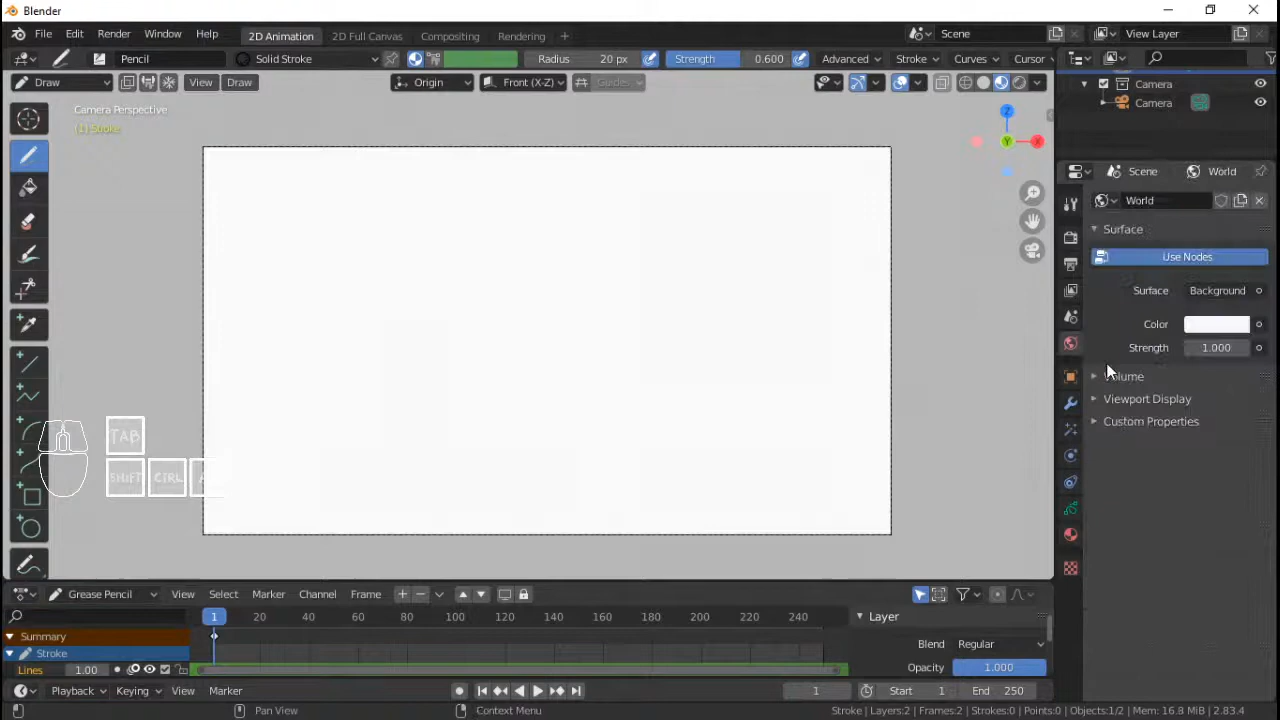 Blender
File Edit Render Window Help 2D Animation 2D Full Canvas Compositing Rendering Scene View Layer
Pencil Solid Stroke Radius 20 px Strength 0.600 Advanced Stroke Curves Cursor
Draw View Draw Origin Front (X-Z) Guides
Camera
Camera
Camera Perspective
(1) Stroke
Z
Y X
Scene World
World
Surface
Use Nodes
Surface Background
Color
Strength 1.000
Volume
Viewport Display
Custom Properties
TAB
SHIFT CTRL A
Grease Pencil View Select Marker Channel Frame
1 20 40 60 80 100 120 140 160 180 200 220 240
Layer
Summary
Blend Regular
Stroke
Lines 1.00
Opacity 1.000
Playback Keying View Marker 1 Start 1 End 250
Pan View Context Menu Stroke | Layers:2 | Frames:2 | Strokes:0 | Points:0 | Objects:1/2 | Mem: 16.8 MiB | 2.83.4